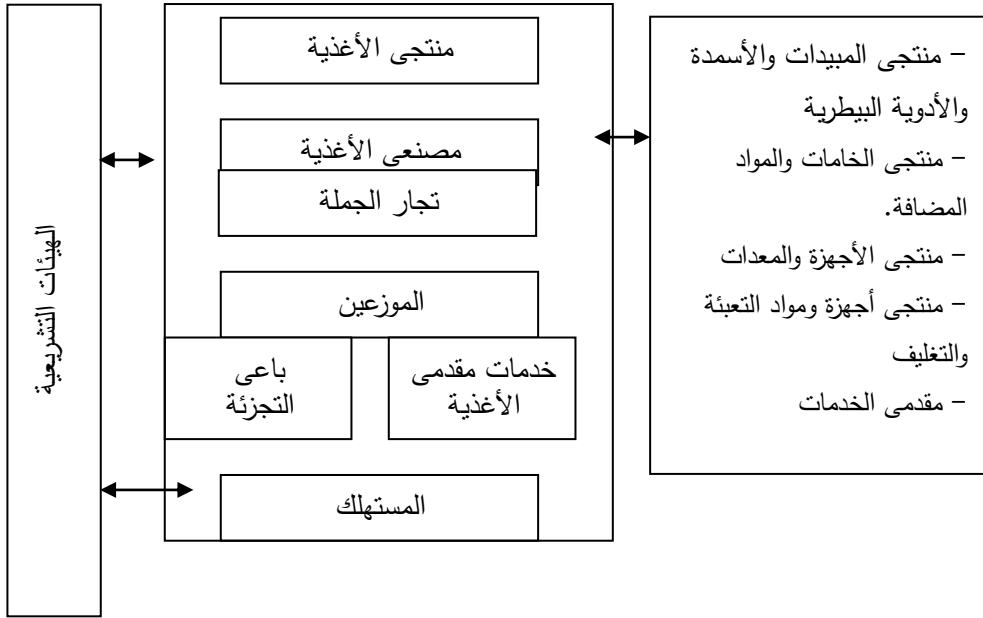 – منتجى المبيدات والأسمدة
والأدوية البيطرية
– منتجى الخامات والمواد
المضافة.
– منتجى الأجهزة والمعدات
– منتجى أجهزة ومواد التعبئة
والتغليف
– مقدمى الخدمات
منتجى الأغذية
مصنعى الأغذية
تجار الجملة
الموزعين
خدمات مقدمى
الأغذية
باعى
التجزئة
المستهلك
الهيئات التشريعية